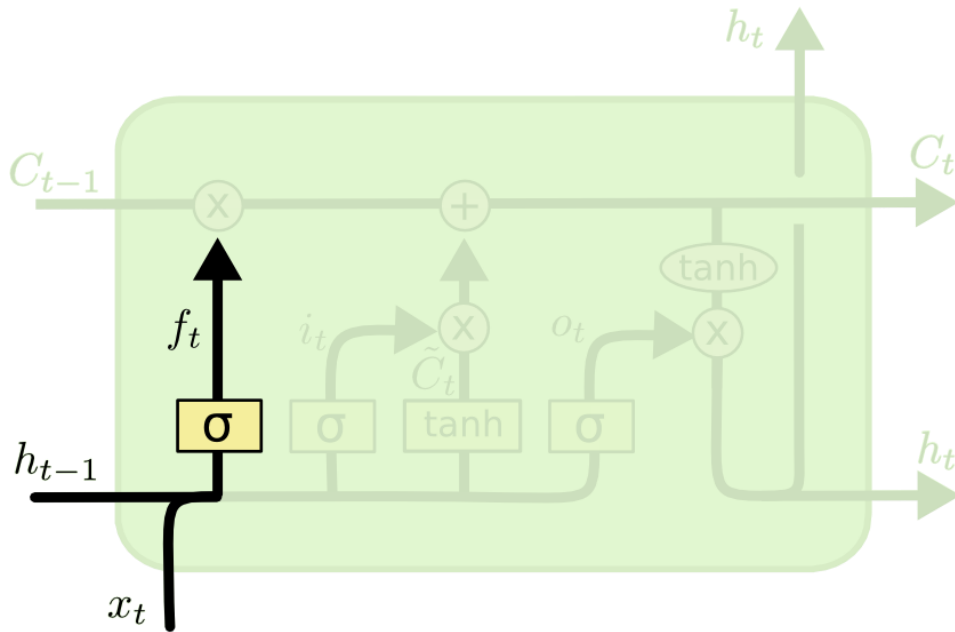 h_t
C_{t-1}
C_t
x
+
tanh
f_t
i_t
x
o_t
x
C̃_t
σ
σ
tanh
σ
h_{t-1}
h_t
x_t